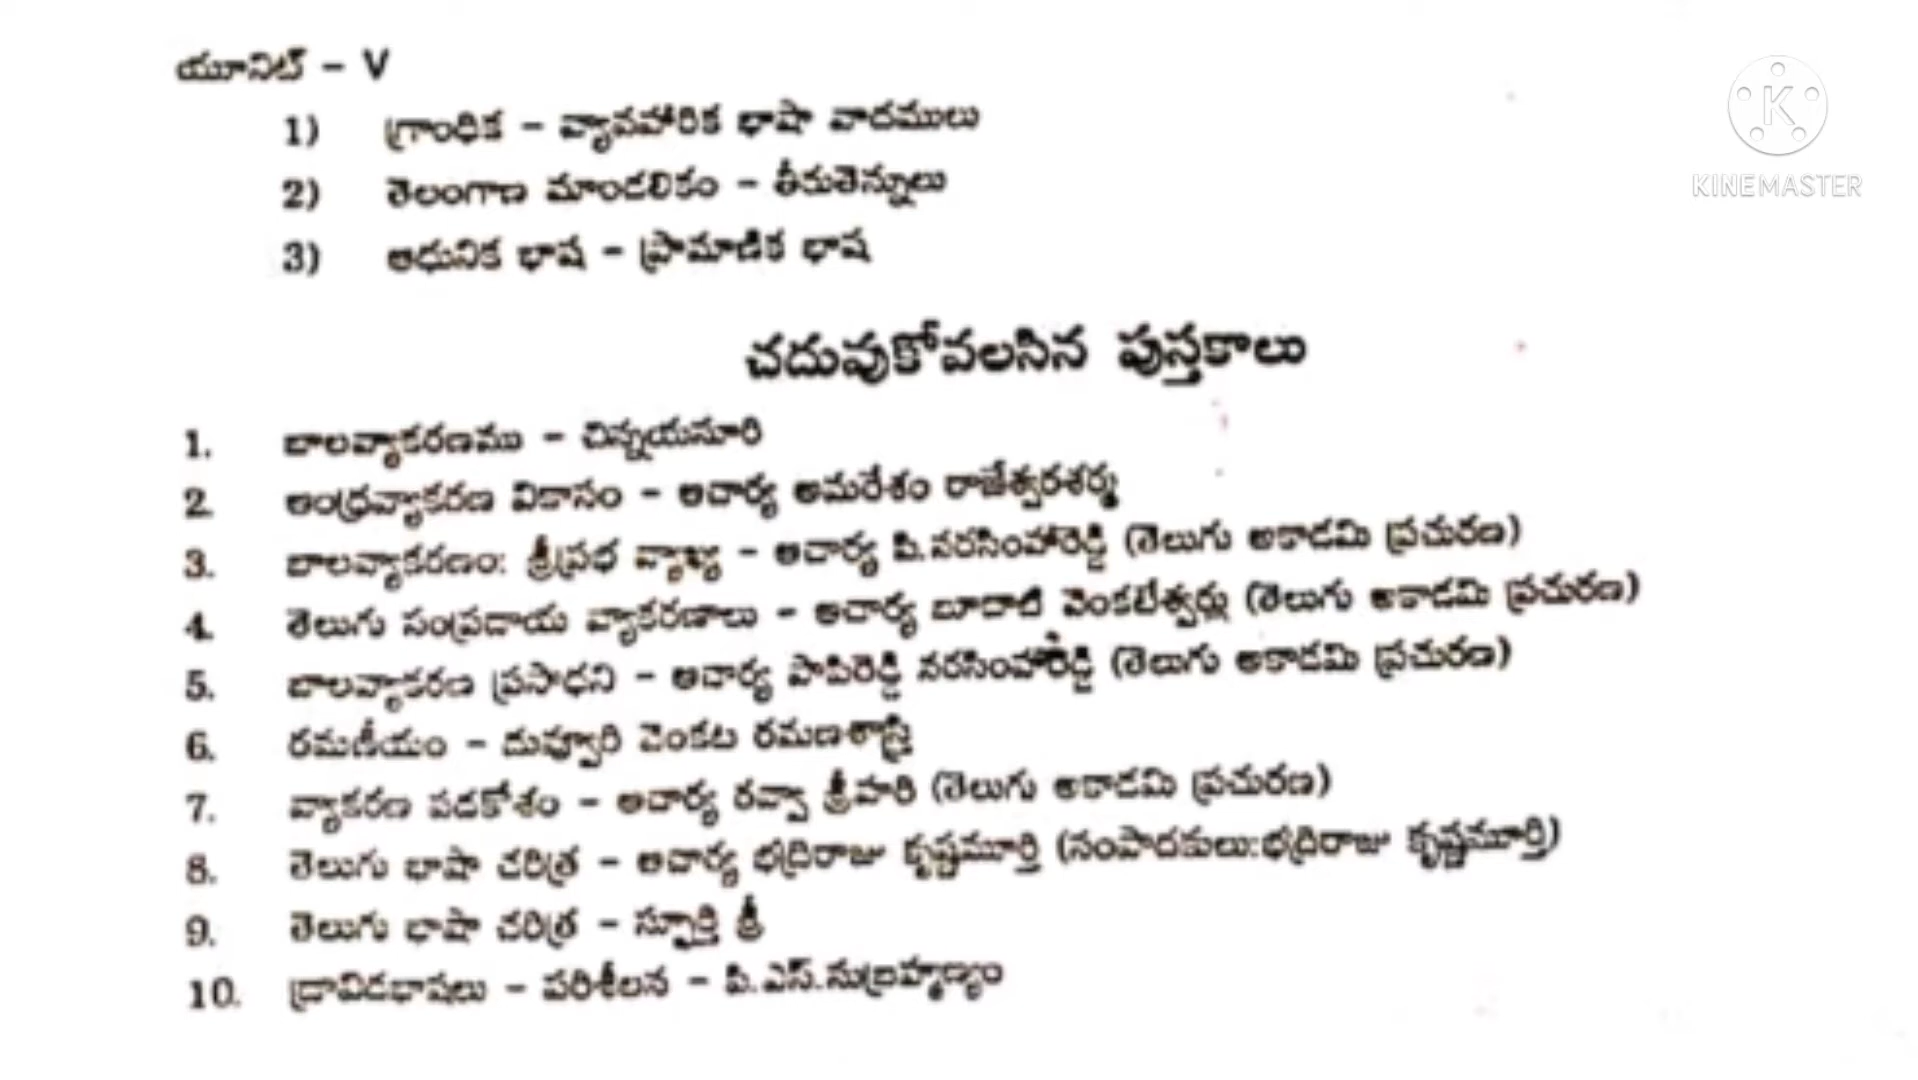 యూనిట్ – V
1) గ్రాంధిక – వ్యావహారిక భాషా వాదములు
2) తెలంగాణ మాండలికం – తీరుతెన్నులు
3) ఆధునిక భాష – ప్రామాణిక భాష
చదువుకోవలసిన పుస్తకాలు
1. బాలవ్యాకరణము – చిన్నయసూరి
2. ఆంధ్రవ్యాకరణ వికాసం – ఆచార్య అమరేశం రాజేశ్వరశర్మ
3. బాలవ్యాకరణం: శ్రీప్రభ వ్యాఖ్య – ఆచార్య పి.నరసింహారెడ్డి (తెలుగు అకాడమి ప్రచురణ)
4. తెలుగు సంప్రదాయ వ్యాకరణాలు – ఆచార్య బూదాటి వెంకటేశ్వర్లు (తెలుగు అకాడమి ప్రచురణ)
5. బాలవ్యాకరణ ప్రసాధని – ఆచార్య పాపిరెడ్డి నరసింహారెడ్డి (తెలుగు అకాడమి ప్రచురణ)
6. రమణీయం – దువ్వూరి వెంకట రమణశాస్త్రి
7. వ్యాకరణ పదకోశం – ఆచార్య రవ్వా శ్రీహరి (తెలుగు అకాడమి ప్రచురణ)
8. తెలుగు భాషా చరిత్ర – ఆచార్య భద్రిరాజు కృష్ణమూర్తి (సంపాదకులు:భద్రిరాజు కృష్ణమూర్తి)
9. తెలుగు భాషా చరిత్ర – స్ఫూర్తి శ్రీ
10. ద్రావిడభాషలు – పరిశీలన – పి.ఎస్.సుబ్రహ్మణ్యం
K
KINEMASTER